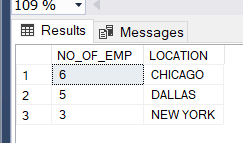 109 %
Results Messages
NO_OF_EMP LOCATION
1 6 CHICAGO
2 5 DALLAS
3 3 NEW YORK